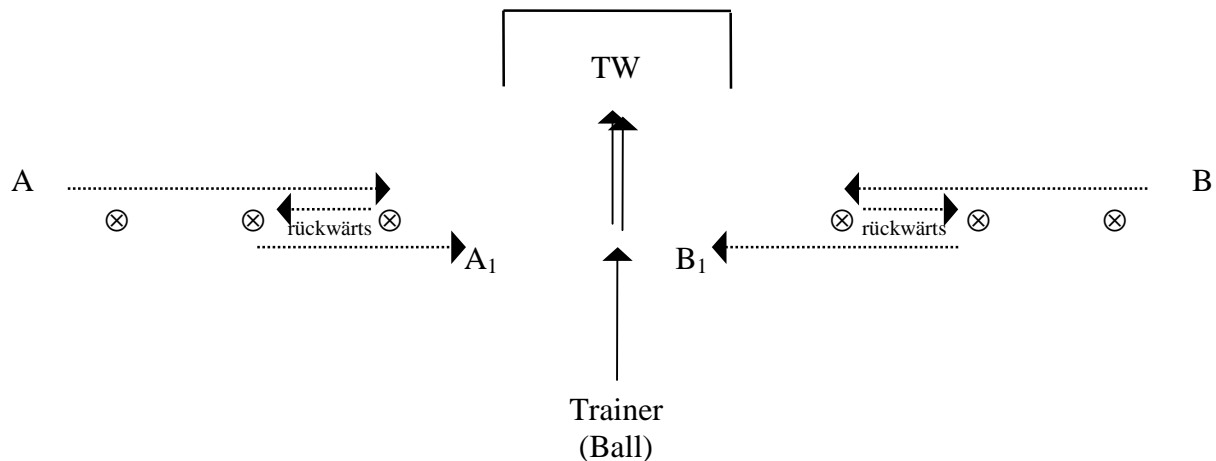 TW
A
B
rückwärts
rückwärts
A₁
B₁
Trainer
(Ball)